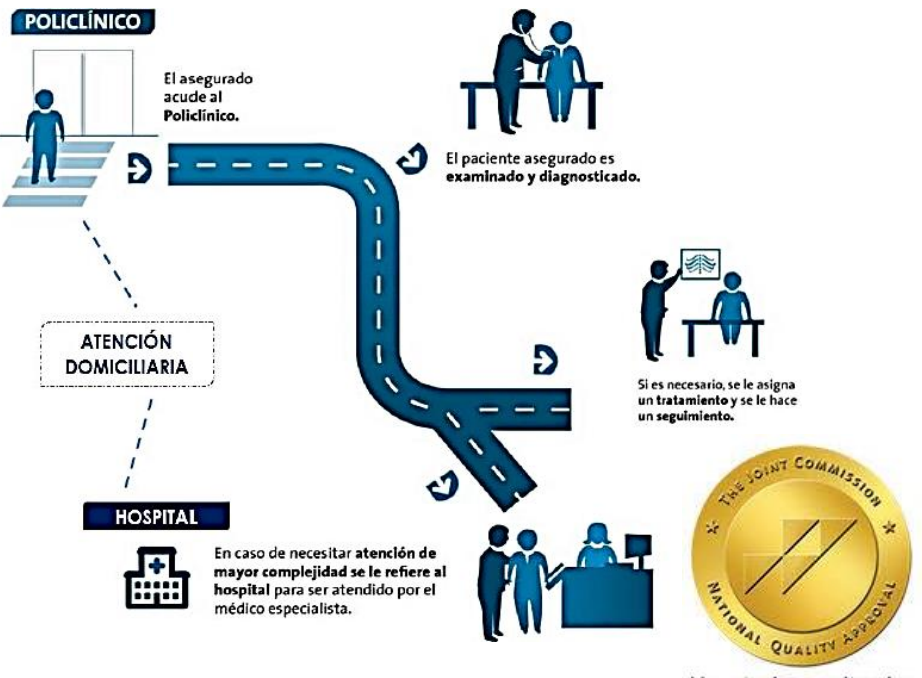 POLICLÍNICO
El asegurado
acude al
Policlínico.
El paciente asegurado es
examinado y diagnosticado.
ATENCIÓN
DOMICILIARIA
Si es necesario, se le asigna
un tratamiento y se le hace
un seguimiento.
HOSPITAL
En caso de necesitar atención de
mayor complejidad se le refiere al
hospital para ser atendido por el
médico especialista.
THE JOINT COMMISSION
NATIONAL QUALITY APPROVAL